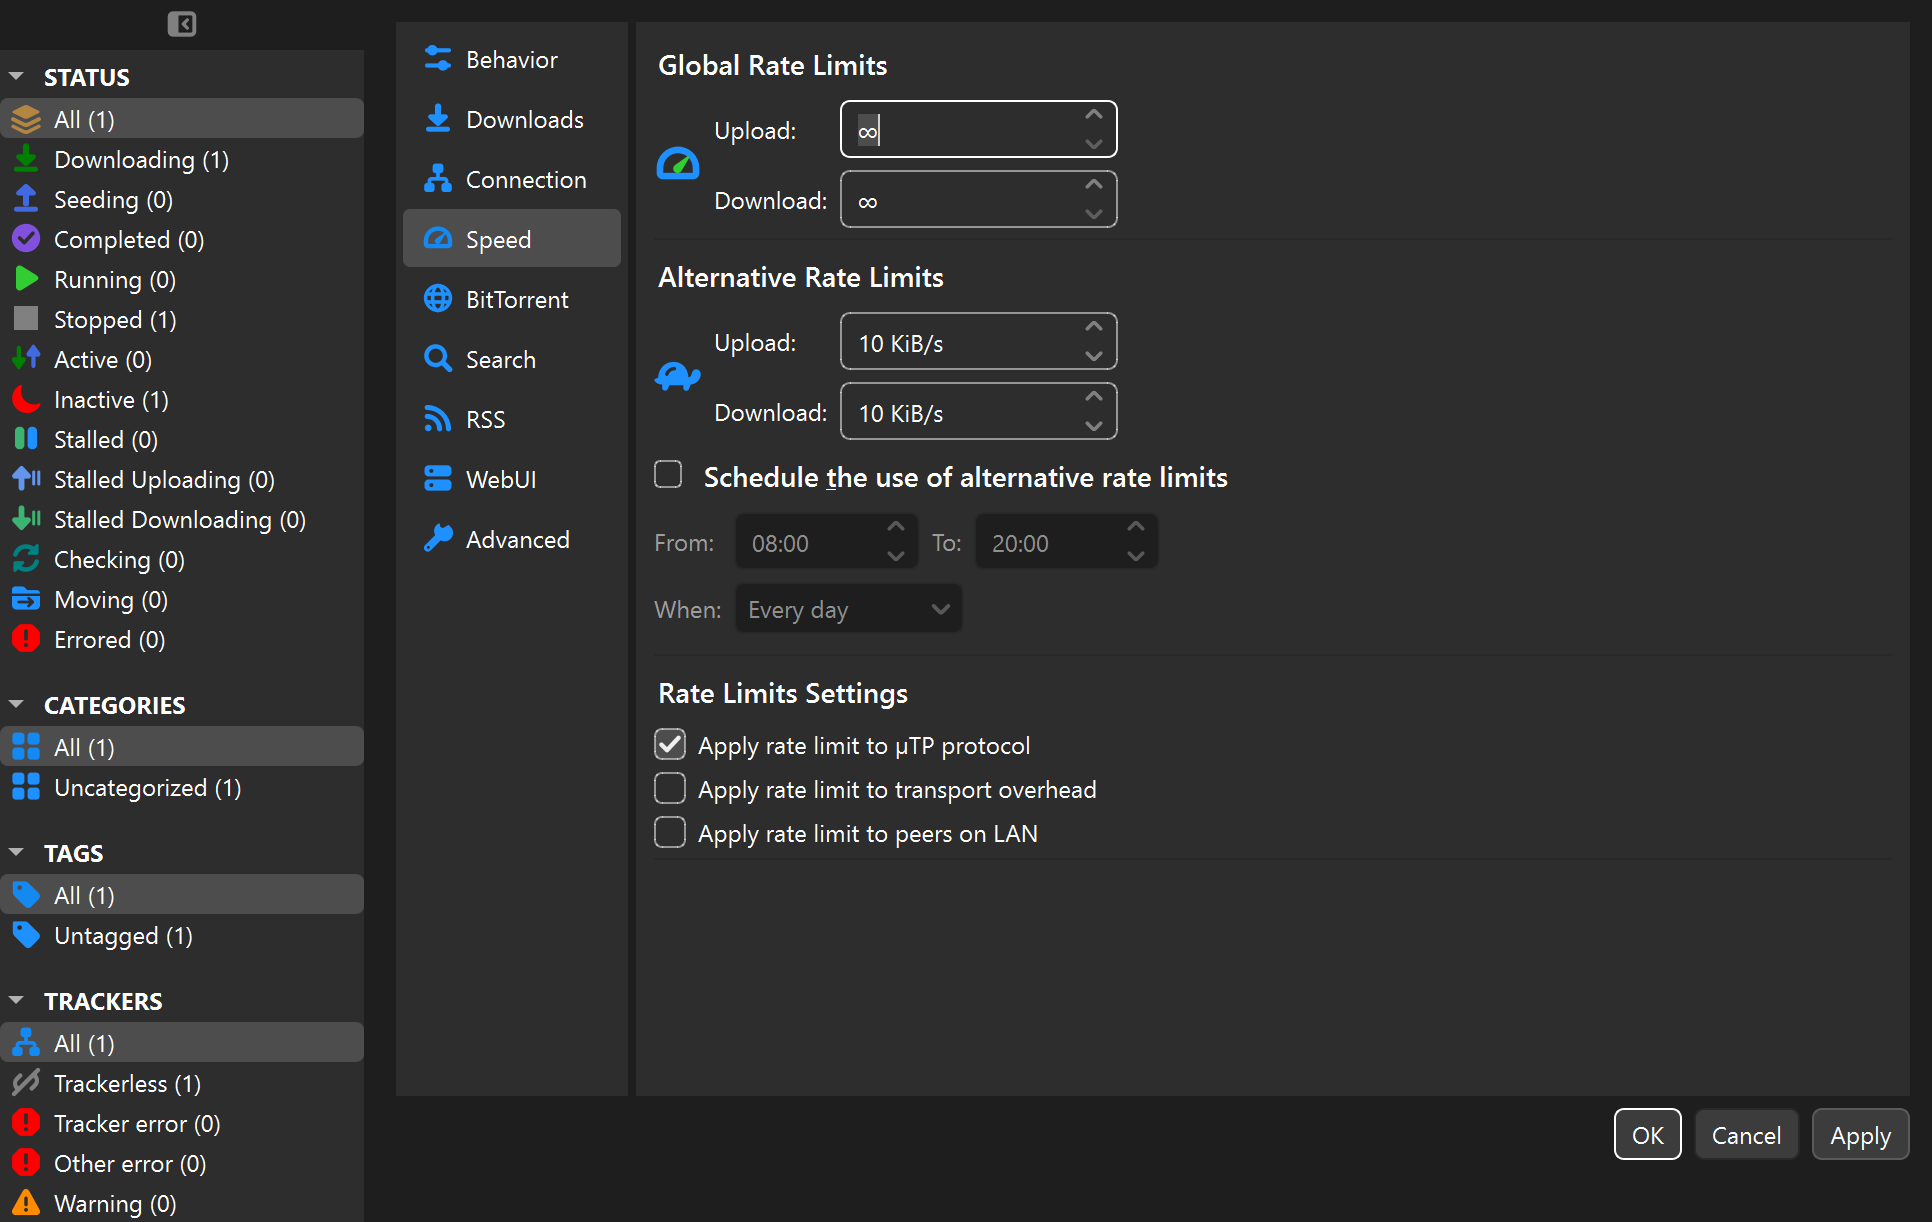 STATUS
All (1)
Downloading (1)
Seeding (0)
Completed (0)
Running (0)
Stopped (1)
Active (0)
Inactive (1)
Stalled (0)
Stalled Uploading (0)
Stalled Downloading (0)
Checking (0)
Moving (0)
Errored (0)
CATEGORIES
All (1)
Uncategorized (1)
TAGS
All (1)
Untagged (1)
TRACKERS
All (1)
Trackerless (1)
Tracker error (0)
Other error (0)
Warning (0)
Behavior
Downloads
Connection
Speed
BitTorrent
Search
RSS
WebUI
Advanced
Global Rate Limits
Upload: ∞
Download: ∞
Alternative Rate Limits
Upload: 10 KiB/s
Download: 10 KiB/s
Schedule the use of alternative rate limits
From: 08:00 To: 20:00
When: Every day
Rate Limits Settings
Apply rate limit to µTP protocol
Apply rate limit to transport overhead
Apply rate limit to peers on LAN
OK Cancel Apply